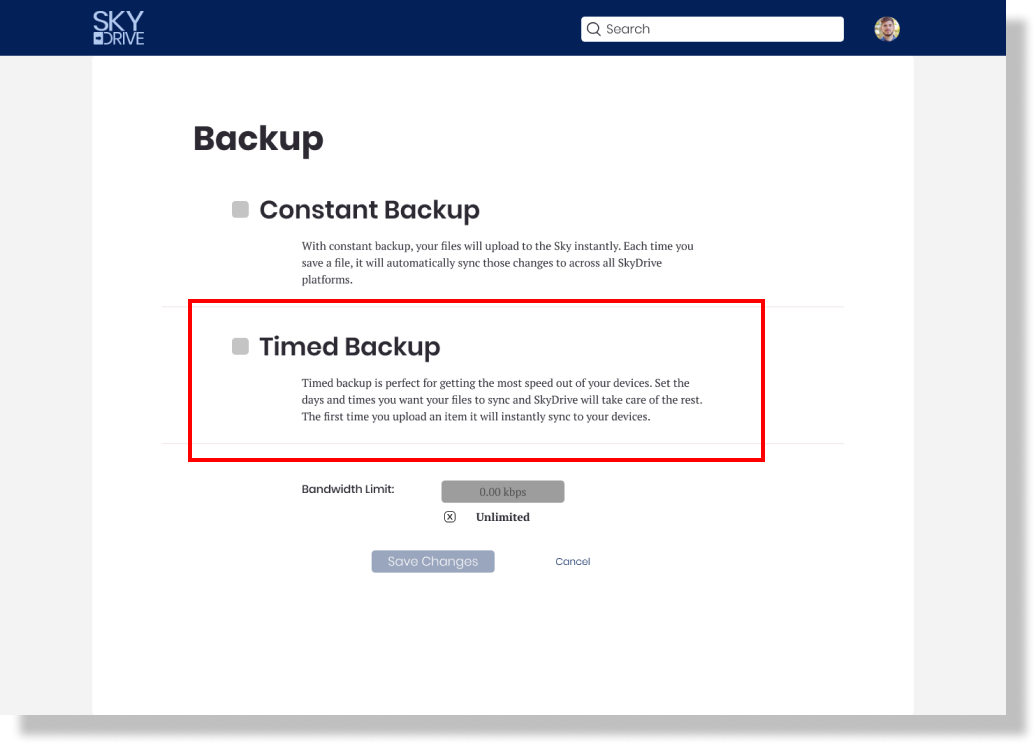 SKY
DRIVE
Search
Backup
Constant Backup
With constant backup, your files will upload to the Sky instantly. Each time you
save a file, it will automatically sync those changes to across all SkyDrive
platforms.
Timed Backup
Timed backup is perfect for getting the most speed out of your devices. Set the
days and times you want your files to sync and SkyDrive will take care of the rest.
The first time you upload an item it will instantly sync to your devices.
Bandwidth Limit:
0.00 kbps
Unlimited
Save Changes
Cancel